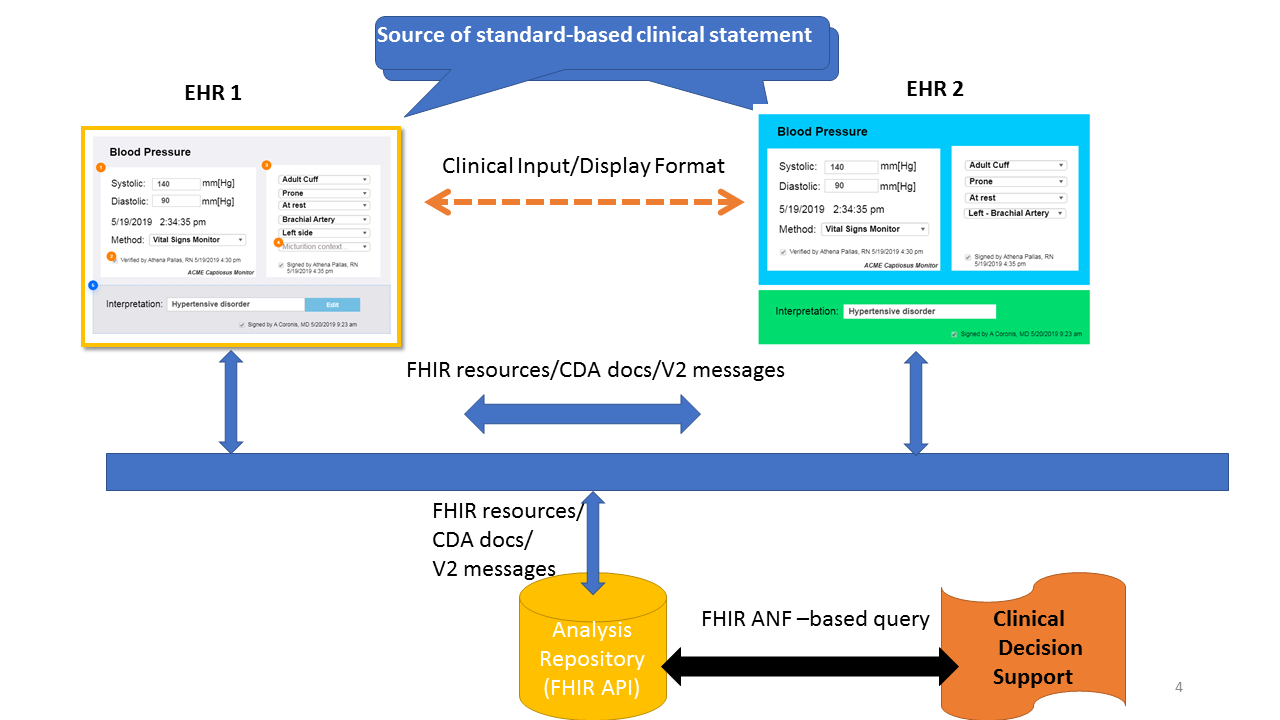 Source of standard-based clinical statement
EHR 1
EHR 2
Blood Pressure
1
3
Systolic: 140 mm[Hg]
Diastolic: 90 mm[Hg]
5/19/2019 2:34:35 pm
Method: Vital Signs Monitor
2
Verified by Athena Pallas, RN 5/19/2019 4:30 pm
ACME Captiosus Monitor
Adult Cuff
Prone
At rest
Brachial Artery
Left side
4
Micturition context...
Signed by Athena Pallas, RN
5/19/2019 4:35 pm
5
Interpretation: Hypertensive disorder Edit
Signed by A Coronis, MD 5/20/2019 9:23 am
Clinical Input/Display Format
Blood Pressure
Systolic: 140 mm[Hg]
Diastolic: 90 mm[Hg]
5/19/2019 2:34:35 pm
Method: Vital Signs Monitor
Verified by Athena Pallas, RN 5/19/2019 4:30 pm
ACME Captiosus Monitor
Adult Cuff
Prone
At rest
Left - Brachial Artery
Signed by Athena Pallas, RN
5/19/2019 4:35 pm
Interpretation: Hypertensive disorder
Signed by A Coronis, MD 5/20/2019 9:23 am
FHIR resources/CDA docs/V2 messages
FHIR resources/
CDA docs/
V2 messages
Analysis
Repository
(FHIR API)
FHIR ANF –based query
Clinical
Decision
Support
4